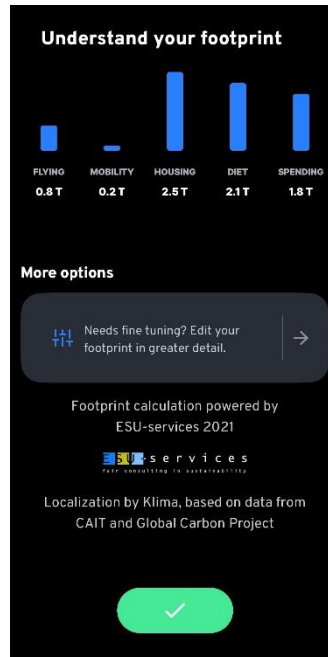 Understand your footprint
FLYING MOBILITY HOUSING DIET SPENDING
0.8 T 0.2 T 2.5 T 2.1 T 1.8 T
More options
Needs fine tuning? Edit your
footprint in greater detail.
Footprint calculation powered by
ESU-services 2021
ESU-services
fair consulting in sustainability
Localization by Klima, based on data from
CAIT and Global Carbon Project